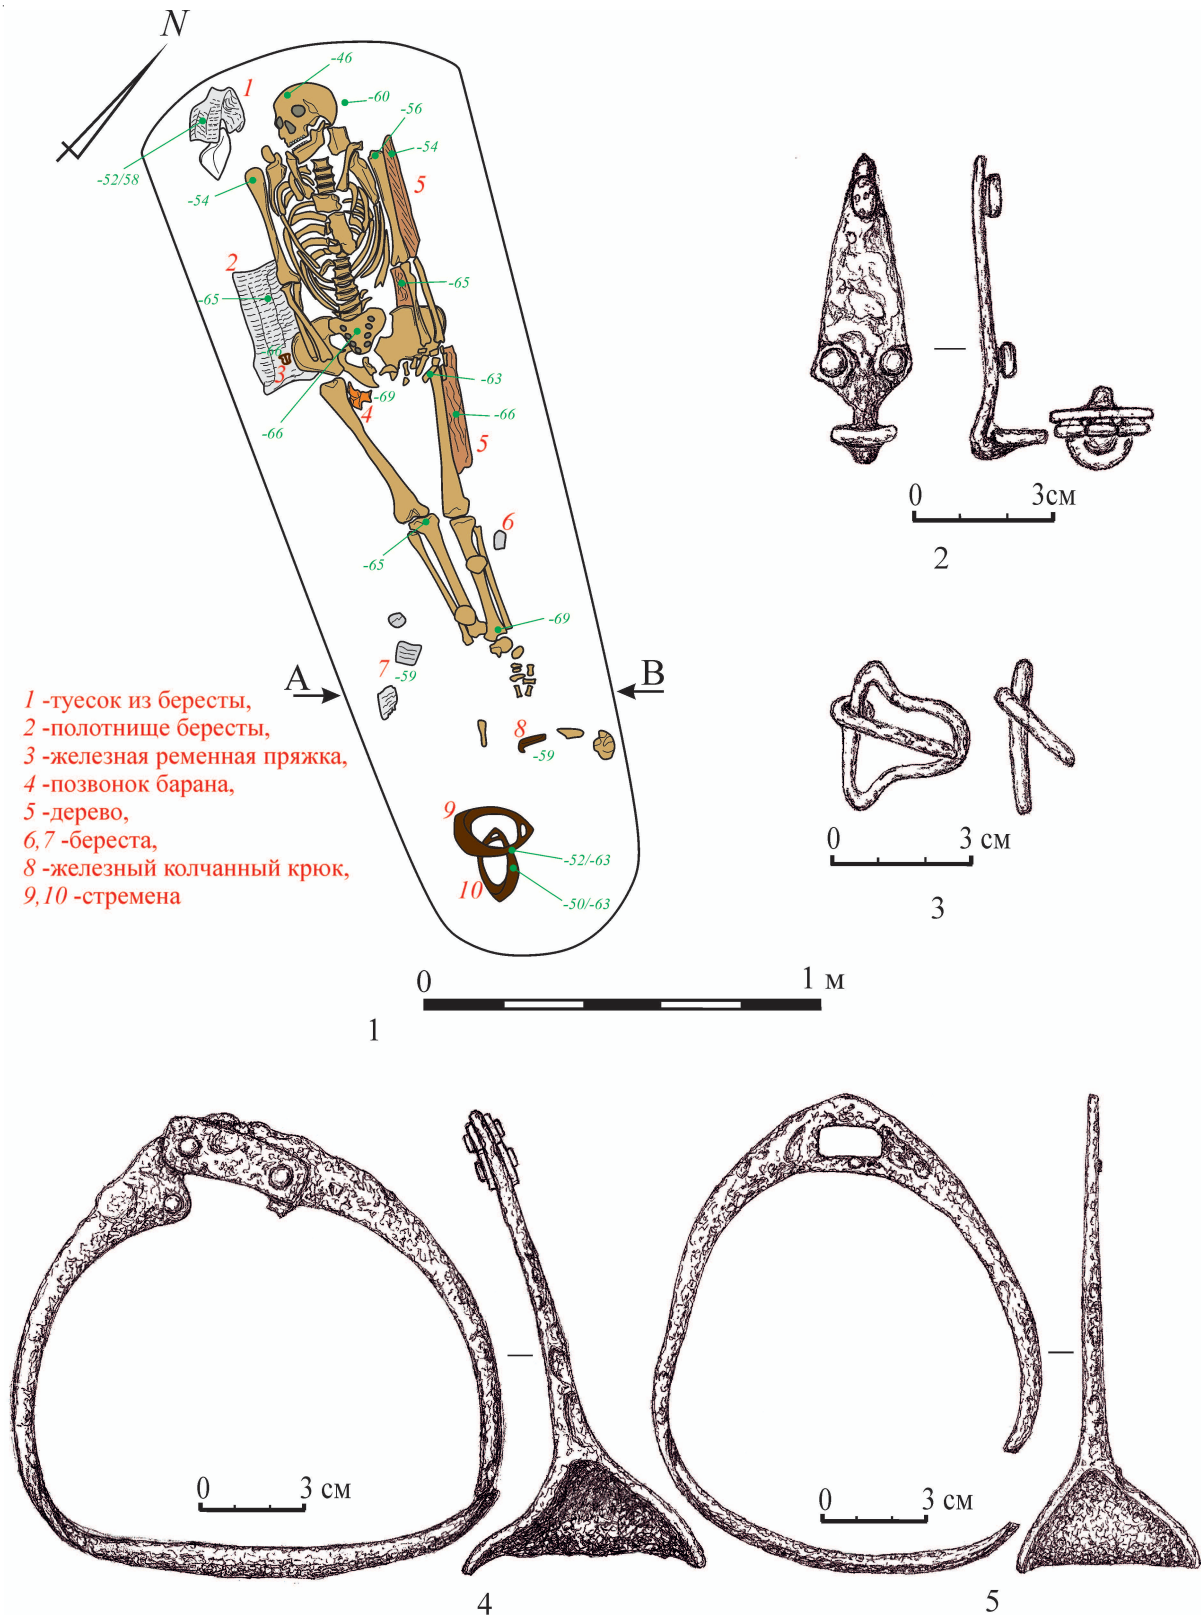 N
1
-46
-60
-56
-54
-52/58
-54
5
2
-65
-65
-66
3
-69
4
-63
-66
-66
5
6
-65
-69
7
-59
A
B
8
-59
9
-52/-63
10
-50/-63
1 -туесок из бересты,
2 -полотнище бересты,
3 -железная ременная пряжка,
4 -позвонок барана,
5 -дерево,
6,7 -береста,
8 -железный колчанный крюк,
9,10 -стремена
0 1 м
1
0 3см
2
0 3 см
3
0 3 см
4
0 3 см
5